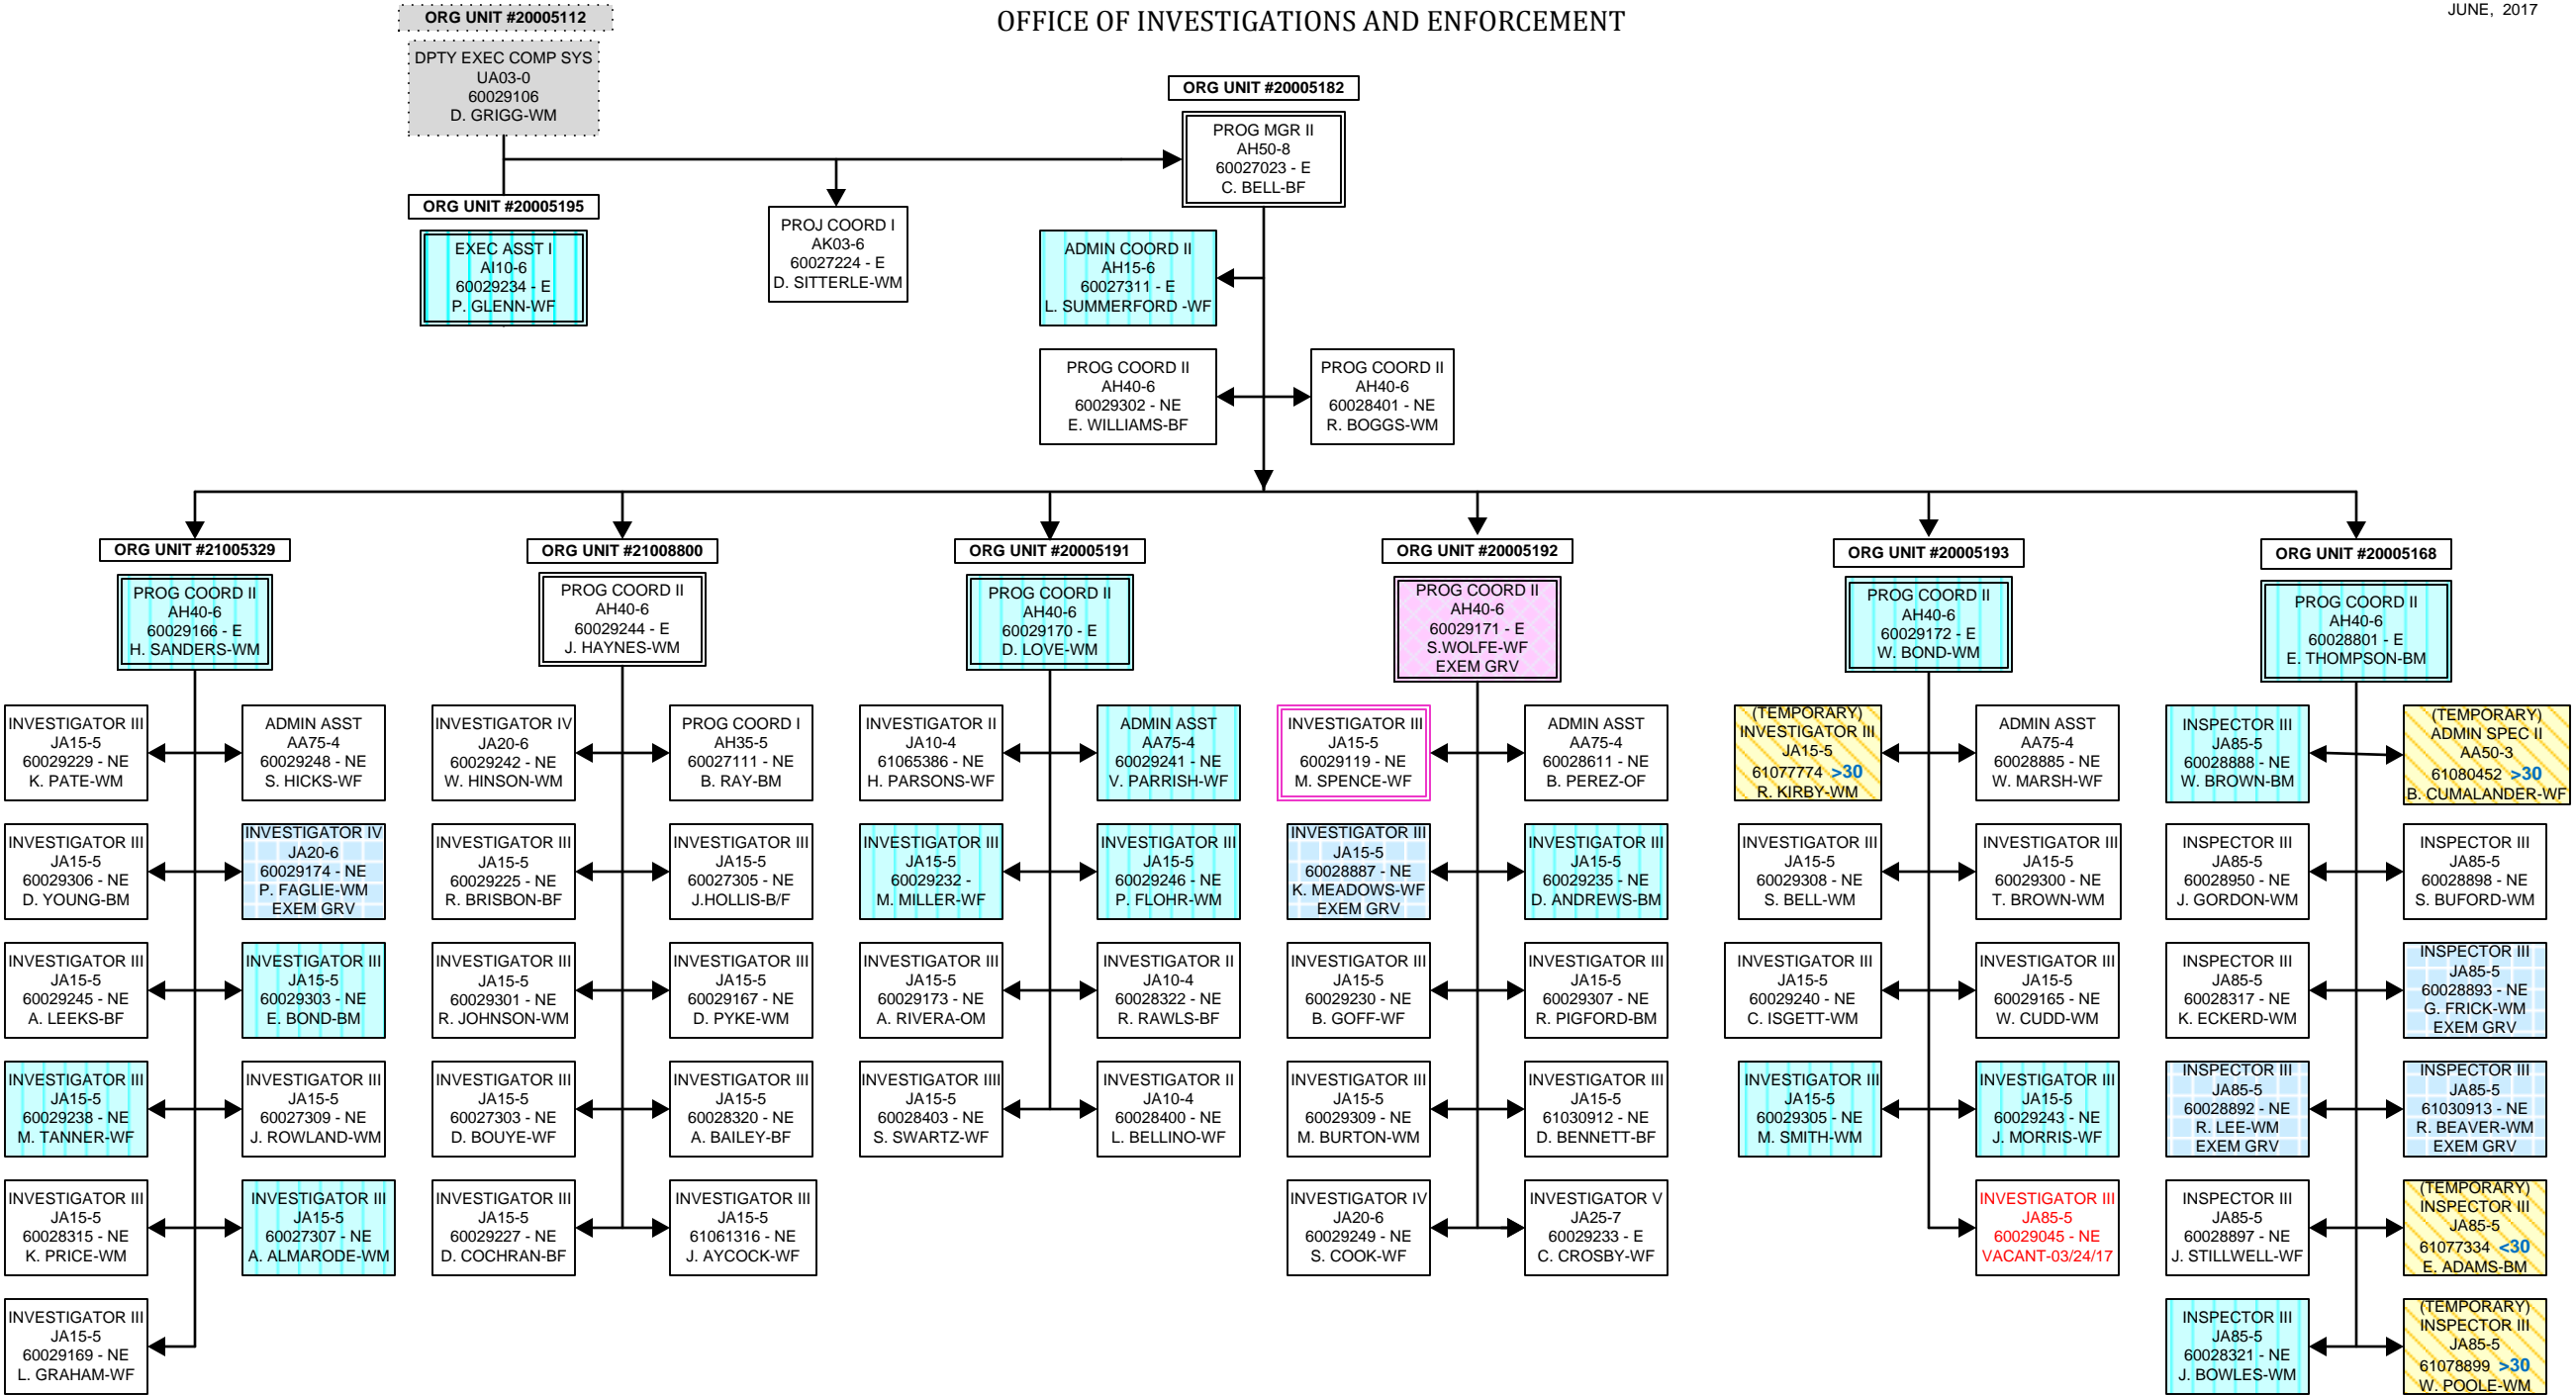 OFFICE OF INVESTIGATIONS AND ENFORCEMENT
JUNE, 2017
ORG UNIT #20005112
DPTY EXEC COMP SYS
UA03-0
60029106
D. GRIGG-WM
ORG UNIT #20005182
PROG MGR II
AH50-8
60027023 - E
C. BELL-BF
ORG UNIT #20005195
EXEC ASST I
AI10-6
60029234 - E
P. GLENN-WF
PROJ COORD I
AK03-6
60027224 - E
D. SITTERLE-WM
ADMIN COORD II
AH15-6
60027311 - E
L. SUMMERFORD -WF
PROG COORD II
AH40-6
60029302 - NE
E. WILLIAMS-BF
PROG COORD II
AH40-6
60028401 - NE
R. BOGGS-WM
ORG UNIT #21005329
PROG COORD II
AH40-6
60029166 - E
H. SANDERS-WM
INVESTIGATOR III
JA15-5
60029229 - NE
K. PATE-WM
ADMIN ASST
AA75-4
60029248 - NE
S. HICKS-WF
INVESTIGATOR III
JA15-5
60029306 - NE
D. YOUNG-BM
INVESTIGATOR IV
JA20-6
60029174 - NE
P. FAGLIE-WM
EXEM GRV
INVESTIGATOR III
JA15-5
60029245 - NE
A. LEEKS-BF
INVESTIGATOR III
JA15-5
60029303 - NE
E. BOND-BM
INVESTIGATOR III
JA15-5
60029238 - NE
M. TANNER-WF
INVESTIGATOR III
JA15-5
60027309 - NE
J. ROWLAND-WM
INVESTIGATOR III
JA15-5
60028315 - NE
K. PRICE-WM
INVESTIGATOR III
JA15-5
60027307 - NE
A. ALMARODE-WM
INVESTIGATOR III
JA15-5
60029169 - NE
L. GRAHAM-WF
ORG UNIT #21008800
PROG COORD II
AH40-6
60029244 - E
J. HAYNES-WM
INVESTIGATOR IV
JA20-6
60029242 - NE
W. HINSON-WM
PROG COORD I
AH35-5
60027111 - NE
B. RAY-BM
INVESTIGATOR III
JA15-5
60029225 - NE
R. BRISBON-BF
INVESTIGATOR III
JA15-5
60027305 - NE
J.HOLLIS-B/F
INVESTIGATOR III
JA15-5
60029301 - NE
R. JOHNSON-WM
INVESTIGATOR III
JA15-5
60029167 - NE
D. PYKE-WM
INVESTIGATOR III
JA15-5
60027303 - NE
D. BOUYE-WF
INVESTIGATOR III
JA15-5
60028320 - NE
A. BAILEY-BF
INVESTIGATOR III
JA15-5
60029227 - NE
D. COCHRAN-BF
INVESTIGATOR III
JA15-5
61061316 - NE
J. AYCOCK-WF
ORG UNIT #20005191
PROG COORD II
AH40-6
60029170 - E
D. LOVE-WM
INVESTIGATOR II
JA10-4
61065386 - NE
H. PARSONS-WF
ADMIN ASST
AA75-4
60029241 - NE
V. PARRISH-WF
INVESTIGATOR III
JA15-5
60029232 -
M. MILLER-WF
INVESTIGATOR III
JA15-5
60029246 - NE
P. FLOHR-WM
INVESTIGATOR III
JA15-5
60029173 - NE
A. RIVERA-OM
INVESTIGATOR II
JA10-4
60028322 - NE
R. RAWLS-BF
INVESTIGATOR IIII
JA15-5
60028403 - NE
S. SWARTZ-WF
INVESTIGATOR II
JA10-4
60028400 - NE
L. BELLINO-WF
ORG UNIT #20005192
PROG COORD II
AH40-6
60029171 - E
S.WOLFE-WF
EXEM GRV
INVESTIGATOR III
JA15-5
60029119 - NE
M. SPENCE-WF
ADMIN ASST
AA75-4
60028611 - NE
B. PEREZ-OF
INVESTIGATOR III
JA15-5
60028887 - NE
K. MEADOWS-WF
EXEM GRV
INVESTIGATOR III
JA15-5
60029235 - NE
D. ANDREWS-BM
INVESTIGATOR III
JA15-5
60029230 - NE
B. GOFF-WF
INVESTIGATOR III
JA15-5
60029307 - NE
R. PIGFORD-BM
INVESTIGATOR III
JA15-5
60029309 - NE
M. BURTON-WM
INVESTIGATOR III
JA15-5
61030912 - NE
D. BENNETT-BF
INVESTIGATOR IV
JA20-6
60029249 - NE
S. COOK-WF
INVESTIGATOR V
JA25-7
60029233 - E
C. CROSBY-WF
ORG UNIT #20005193
PROG COORD II
AH40-6
60029172 - E
W. BOND-WM
(TEMPORARY)
INVESTIGATOR III
JA15-5
61077774 >30
R. KIRBY-WM
ADMIN ASST
AA75-4
60028885 - NE
W. MARSH-WF
INVESTIGATOR III
JA15-5
60029308 - NE
S. BELL-WM
INVESTIGATOR III
JA15-5
60029300 - NE
T. BROWN-WM
INVESTIGATOR III
JA15-5
60029240 - NE
C. ISGETT-WM
INVESTIGATOR III
JA15-5
60029165 - NE
W. CUDD-WM
INVESTIGATOR III
JA15-5
60029305 - NE
M. SMITH-WM
INVESTIGATOR III
JA15-5
60029243 - NE
J. MORRIS-WF
INVESTIGATOR III
JA85-5
60029045 - NE
VACANT-03/24/17
ORG UNIT #20005168
PROG COORD II
AH40-6
60028801 - E
E. THOMPSON-BM
INSPECTOR III
JA85-5
60028888 - NE
W. BROWN-BM
(TEMPORARY)
ADMIN SPEC II
AA50-3
61080452 >30
B. CUMALANDER-WF
INSPECTOR III
JA85-5
60028950 - NE
J. GORDON-WM
INSPECTOR III
JA85-5
60028898 - NE
S. BUFORD-WM
INSPECTOR III
JA85-5
60028317 - NE
K. ECKERD-WM
INSPECTOR III
JA85-5
60028893 - NE
G. FRICK-WM
EXEM GRV
INSPECTOR III
JA85-5
60028892 - NE
R. LEE-WM
EXEM GRV
INSPECTOR III
JA85-5
61030913 - NE
R. BEAVER-WM
EXEM GRV
INSPECTOR III
JA85-5
60028897 - NE
J. STILLWELL-WF
(TEMPORARY)
INSPECTOR III
JA85-5
61077334 <30
E. ADAMS-BM
INSPECTOR III
JA85-5
60028321 - NE
J. BOWLES-WM
(TEMPORARY)
INSPECTOR III
JA85-5
61078899 >30
W. POOLE-WM